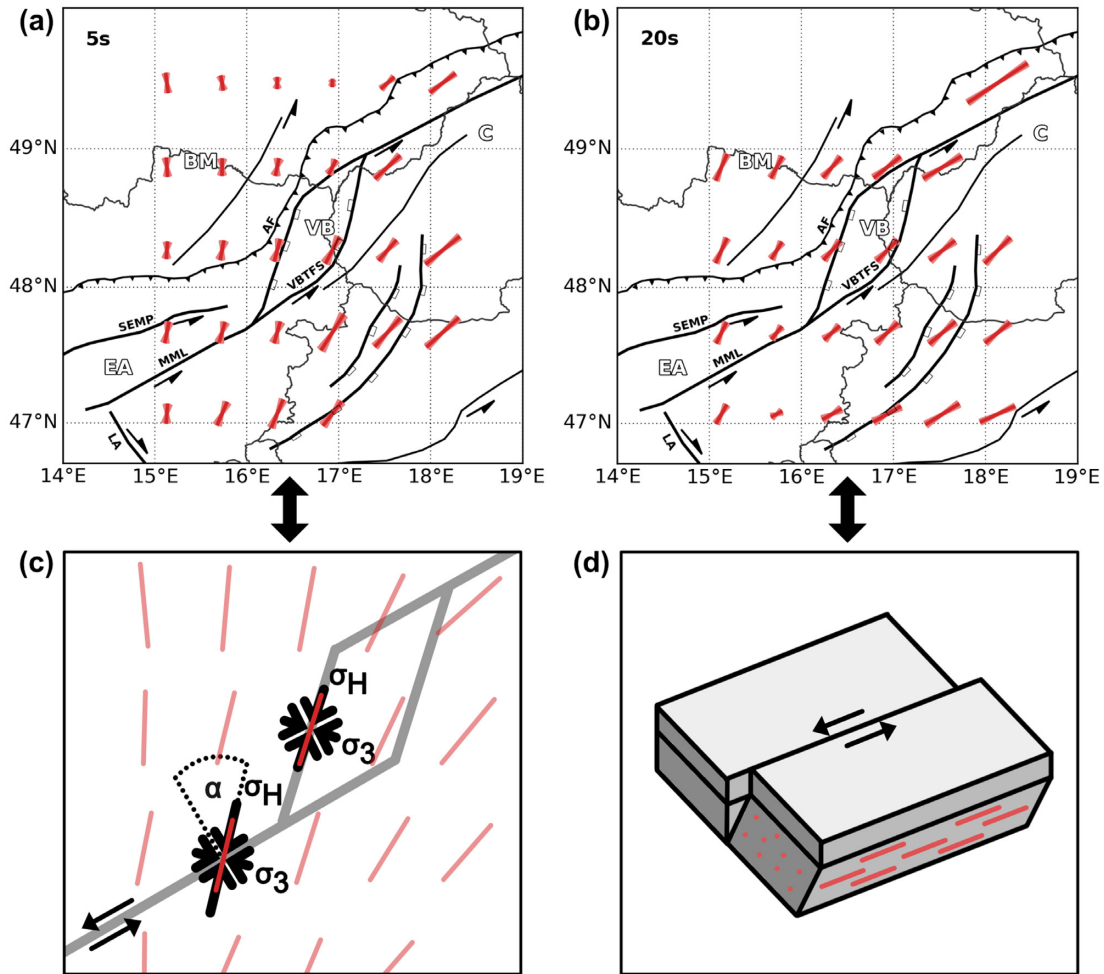 (a)
5s
49°N
48°N
47°N
14°E 15°E 16°E 17°E 18°E 19°E
BM
C
AF
VB
VBTFS
SEMP
EA
MML
LA
(b)
20s
49°N
48°N
47°N
14°E 15°E 16°E 17°E 18°E 19°E
BM
C
AF
VB
VBTFS
SEMP
EA
MML
LA
(c)
σH
σ3
α
σH
σ3
(d)